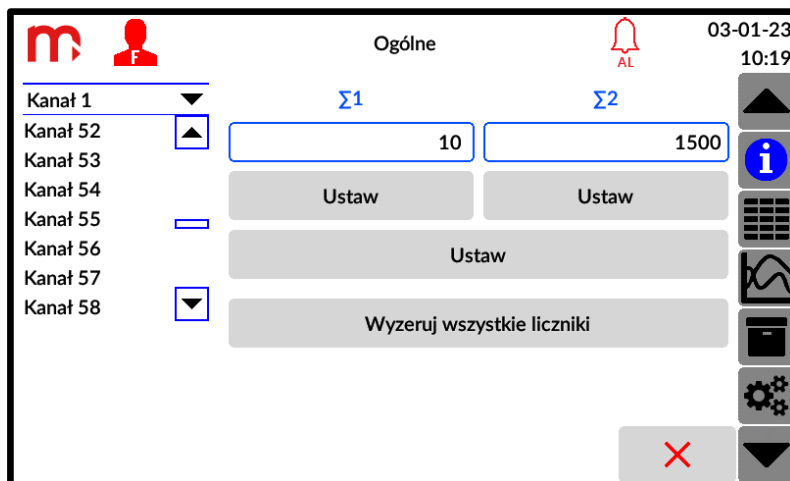 m
F
Ogólne
AL
03-01-23
10:19
Kanał 1
Kanał 52
Kanał 53
Kanał 54
Kanał 55
Kanał 56
Kanał 57
Kanał 58
∑1 ∑2
10 1500
Ustaw Ustaw
Ustaw
Wyzeruj wszystkie liczniki
i